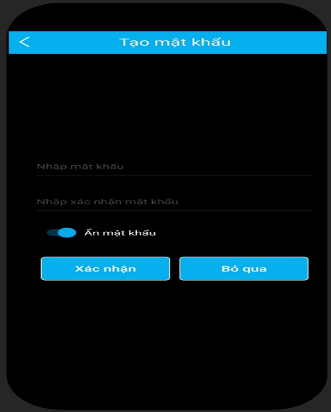 Tạo mật khẩu
Nhập mật khẩu
Nhập xác nhận mật khẩu
Ẩn mật khẩu
Xác nhận
Bỏ qua